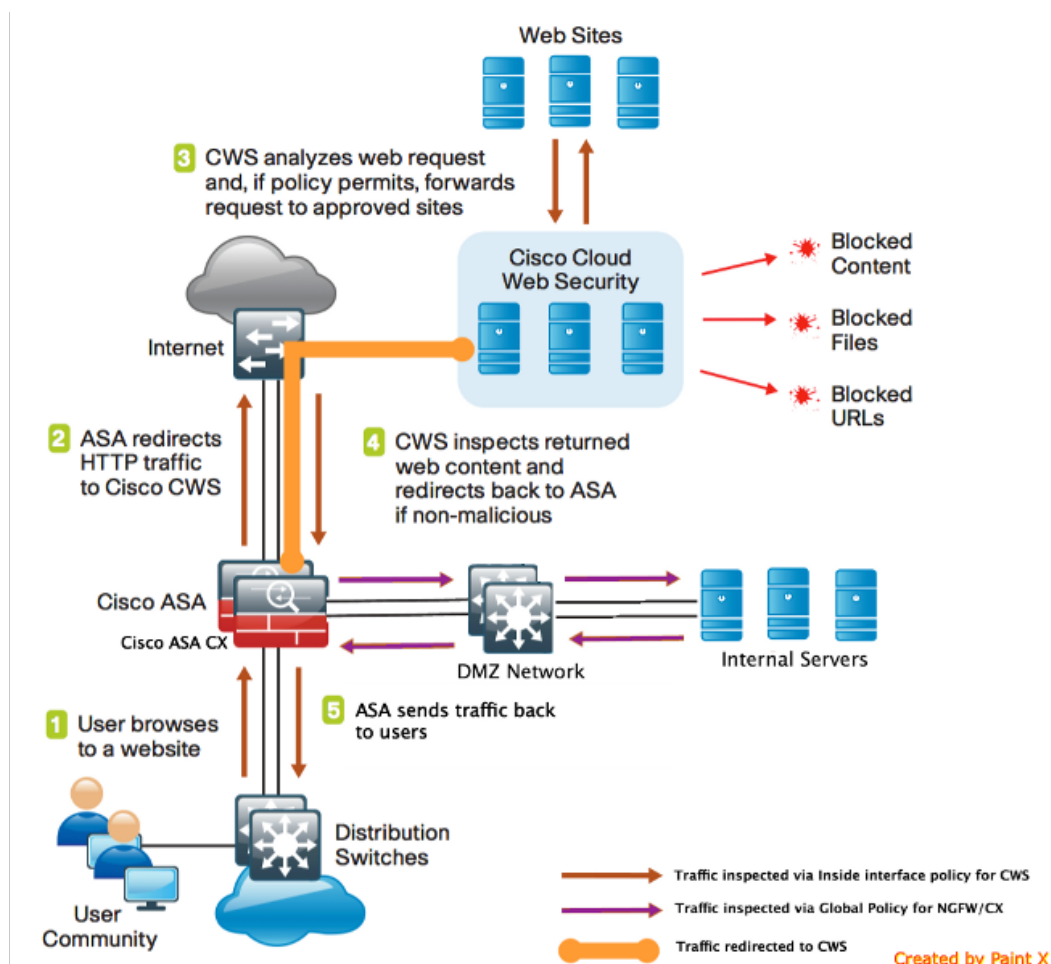 Web Sites
3 CWS analyzes web request
and, if policy permits, forwards
request to approved sites
Cisco Cloud
Web Security
Blocked
Content
Blocked
Files
Blocked
URLs
Internet
2 ASA redirects
HTTP traffic
to Cisco CWS
4 CWS inspects returned
web content and
redirects back to ASA
if non-malicious
Cisco ASA
Cisco ASA CX
DMZ Network
Internal Servers
1 User browses
to a website
5 ASA sends traffic back
to users
Distribution
Switches
User
Community
Traffic inspected via Inside interface policy for CWS
Traffic inspected via Global Policy for NGFW/CX
Traffic redirected to CWS
Created by Paint X